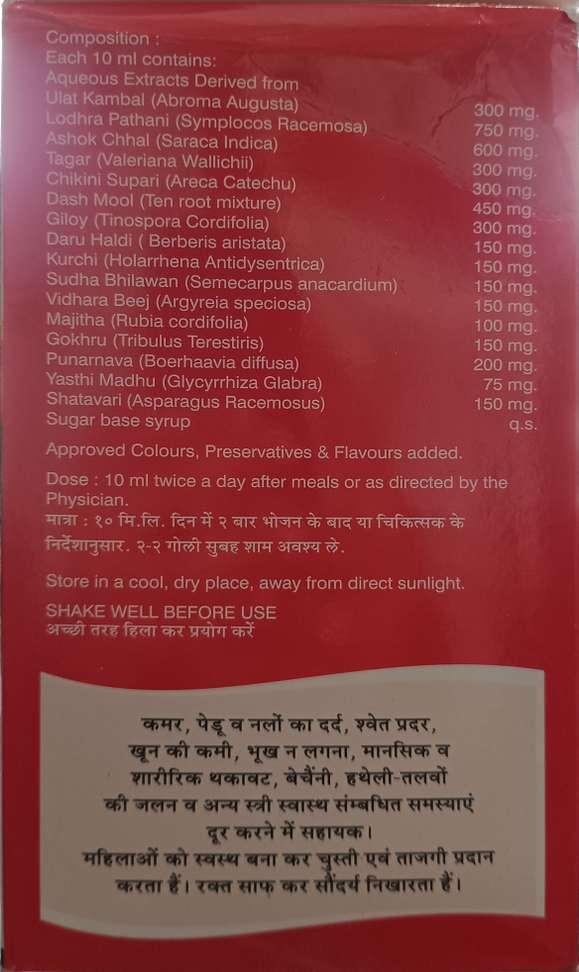 Composition :
Each 10 ml contains:
Aqueous Extracts Derived from
Ulat Kambal (Abroma Augusta) 300 mg.
Lodhra Pathani (Symplocos Racemosa) 750 mg.
Ashok Chhal (Saraca Indica) 600 mg.
Tagar (Valeriana Wallichii) 300 mg.
Chikini Supari (Areca Catechu) 300 mg.
Dash Mool (Ten root mixture) 450 mg.
Giloy (Tinospora Cordifolia) 300 mg.
Daru Haldi ( Berberis aristata) 150 mg.
Kurchi (Holarrhena Antidysentrica) 150 mg.
Sudha Bhilawan (Semecarpus anacardium) 150 mg.
Vidhara Beej (Argyreia speciosa) 150 mg.
Majitha (Rubia cordifolia) 100 mg.
Gokhru (Tribulus Terestiris) 150 mg.
Punarnava (Boerhaavia diffusa) 200 mg.
Yasthi Madhu (Glycyrrhiza Glabra) 75 mg.
Shatavari (Asparagus Racemosus) 150 mg.
Sugar base syrup q.s.
Approved Colours, Preservatives & Flavours added.
Dose : 10 ml twice a day after meals or as directed by the
Physician.
मात्रा : १० मि.लि. दिन में २ बार भोजन के बाद या चिकित्सक के
निर्देशानुसार. २-२ गोली सुबह शाम अवश्य ले.
Store in a cool, dry place, away from direct sunlight.
SHAKE WELL BEFORE USE
अच्छी तरह हिला कर प्रयोग करें
कमर, पेडू व नलों का दर्द, श्वेत प्रदर,
खून की कमी, भूख न लगना, मानसिक व
शारीरिक थकावट, बेचैंनी, हथेली-तलवों
की जलन व अन्य स्त्री स्वास्थ संम्बधित समस्याएं
दूर करने में सहायक।
महिलाओं को स्वस्थ बना कर चुस्ती एवं ताजगी प्रदान
करता हैं। रक्त साफ कर सौंदर्य निखारता हैं।